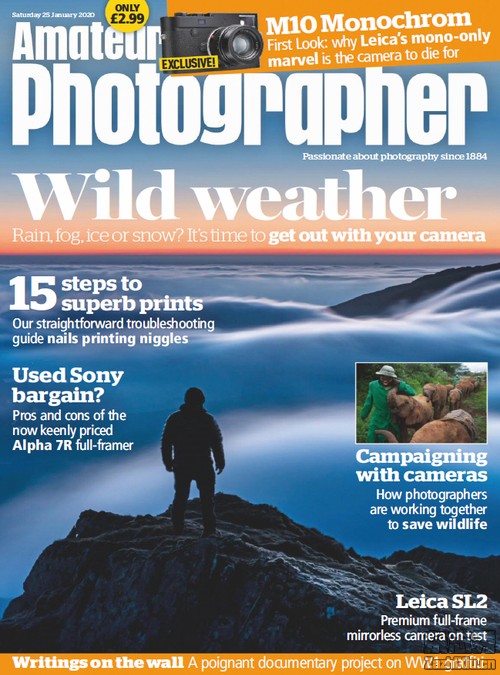 Saturday 25 January 2020
ONLY
£2.99
M10 Monochrom
First Look: why Leica's mono-only
marvel is the camera to die for
EXCLUSIVE!
Amateur
Photographer
Passionate about photography since 1884
Wild weather
Rain, fog, ice or snow? It's time to get out with your camera
15 steps to
superb prints
Our straightforward troubleshooting
guide nails printing niggles
Used Sony
bargain?
Pros and cons of the
now keenly priced
Alpha 7R full-framer
Campaigning
with cameras
How photographers
are working together
to save wildlife
Leica SL2
Premium full-frame
mirrorless camera on test
Writings on the wall A poignant documentary project on WWI graffiti